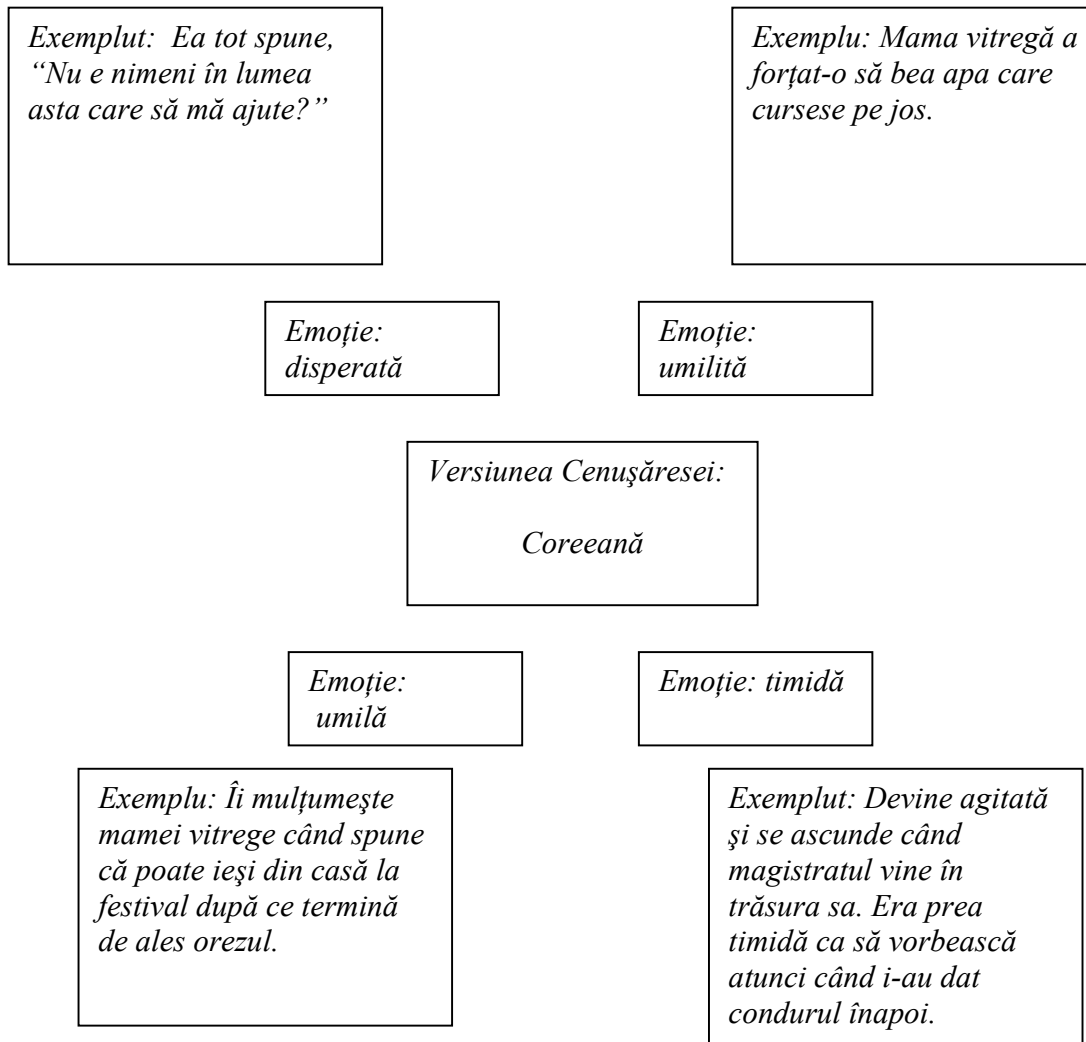 Exemplut:  Ea tot spune,
“Nu e nimeni în lumea
asta care să mă ajute?”
Exemplu: Mama vitregă a
forțat-o să bea apa care
cursese pe jos.
Emoție:
disperată
Emoție:
umilită
Versiunea Cenuşăresei:
Coreeană
Emoție:
umilă
Emoție: timidă
Exemplu: Îi mulțumeşte
mamei vitrege când spune
că poate ieşi din casă la
festival după ce termină
de ales orezul.
Exemplut: Devine agitată
şi se ascunde când
magistratul vine în
trăsura sa. Era prea
timidă ca să vorbească
atunci când i-au dat
condurul înapoi.